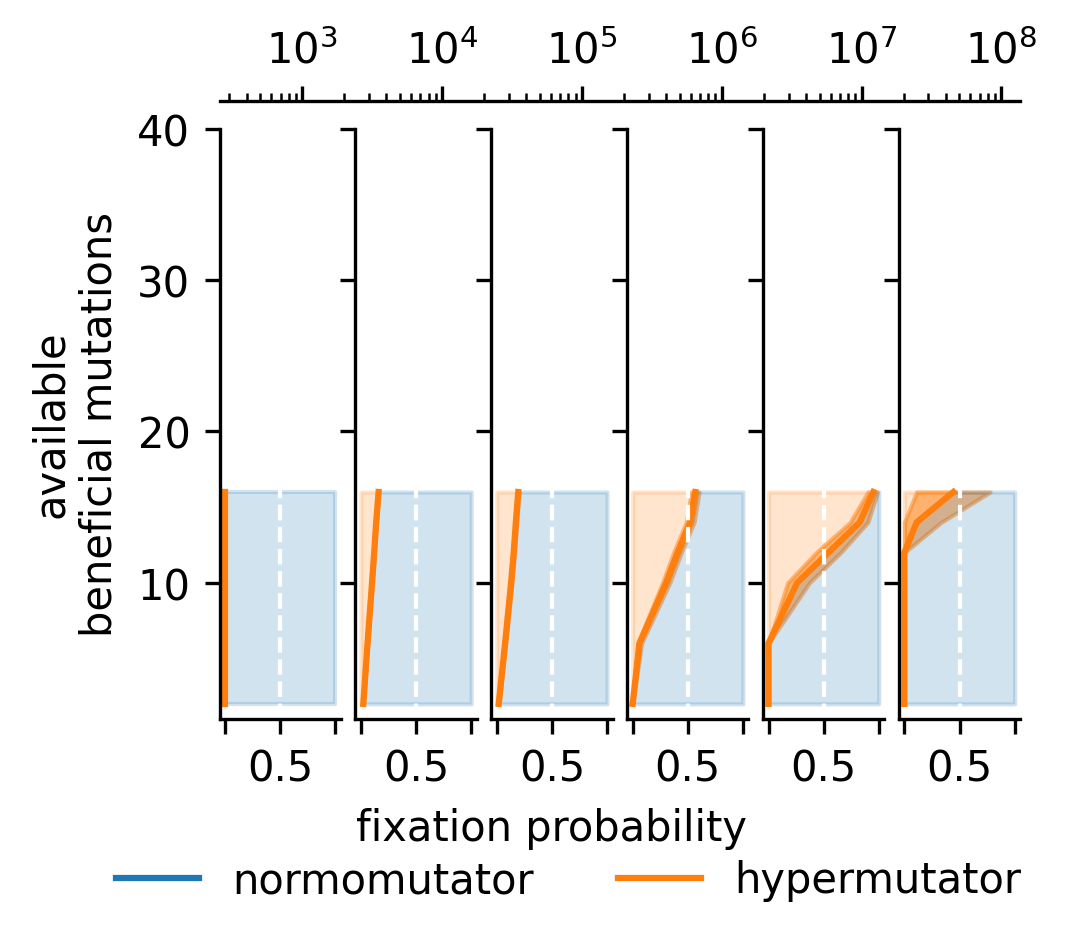 10³ 10⁴ 10⁵ 10⁶ 10⁷ 10⁸
40
30
20
10
available
beneficial mutations
0.5 0.5 0.5 0.5 0.5 0.5
fixation probability
normomutator hypermutator